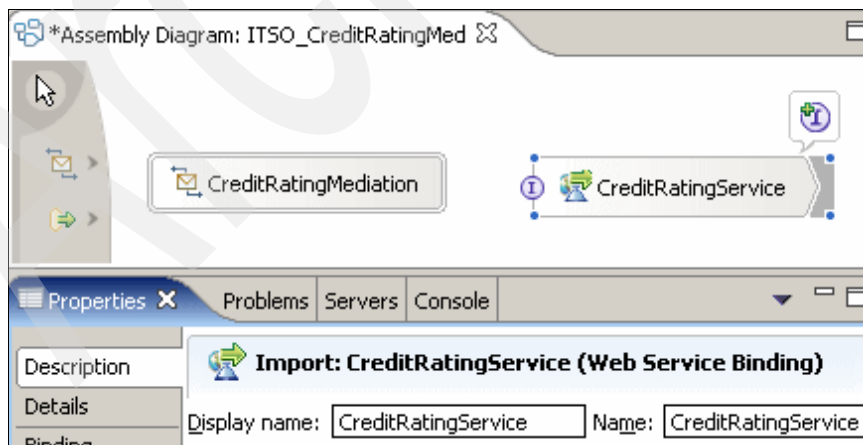 *Assembly Diagram: ITSO_CreditRatingMed
CreditRatingMediation
CreditRatingService
Properties Problems Servers Console
Description
Import: CreditRatingService (Web Service Binding)
Details
Display name: CreditRatingService Name: CreditRatingService
Binding